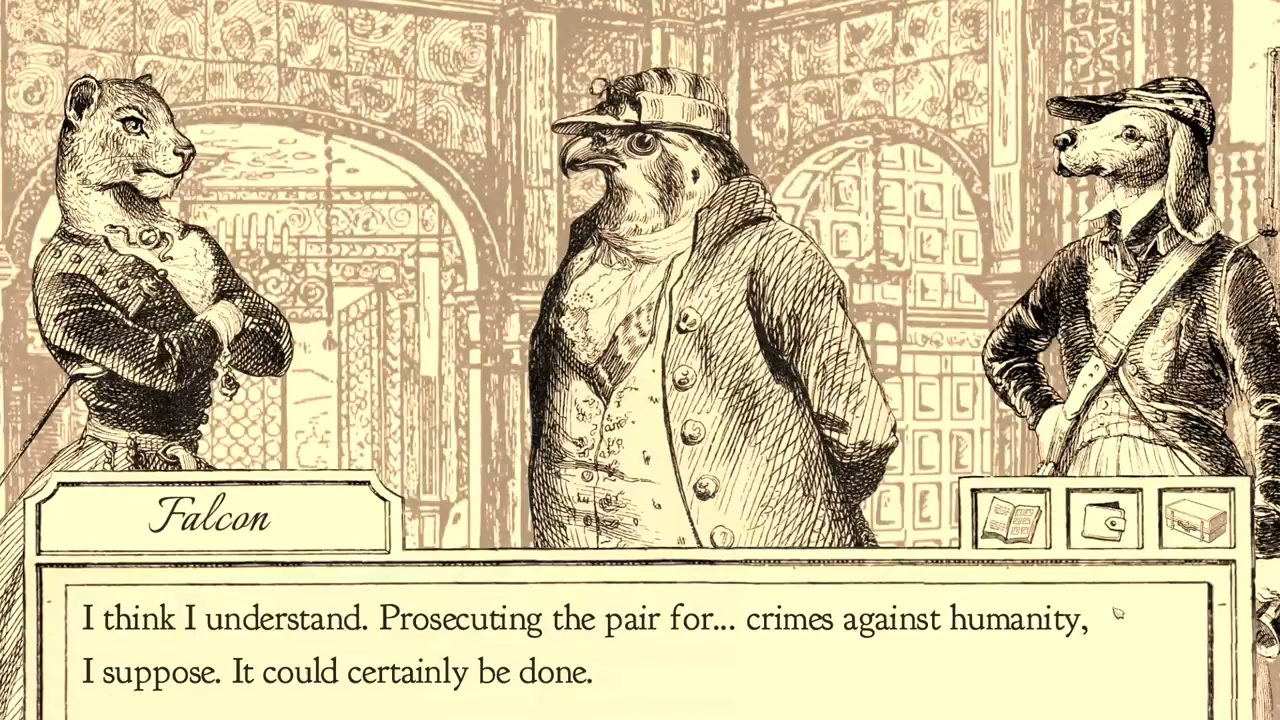 Falcon
I think I understand. Prosecuting the pair for... crimes against humanity,
I suppose. It could certainly be done.